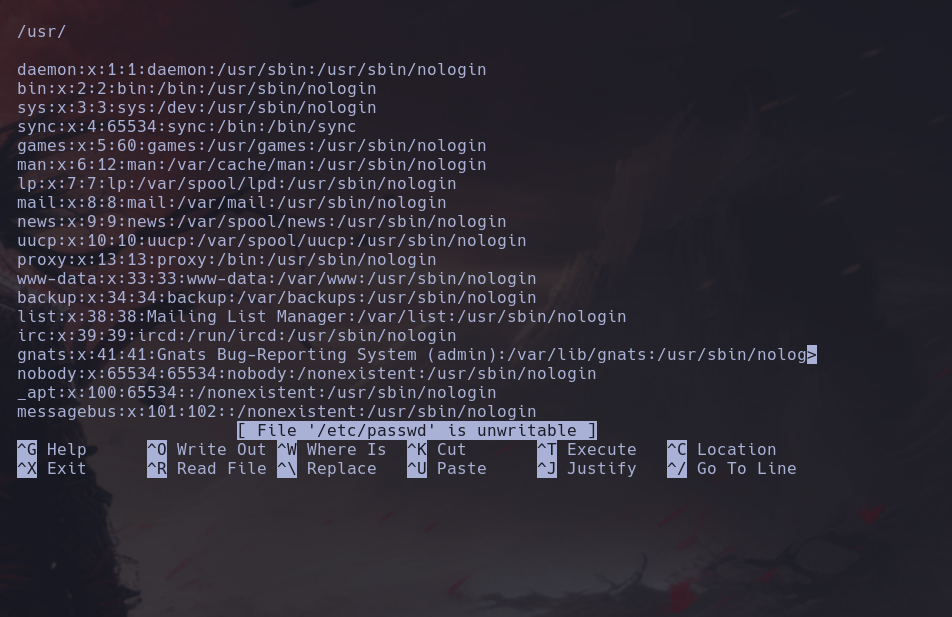 /usr/
daemon:x:1:1:daemon:/usr/sbin:/usr/sbin/nologin
bin:x:2:2:bin:/bin:/usr/sbin/nologin
sys:x:3:3:sys:/dev:/usr/sbin/nologin
sync:x:4:65534:sync:/bin:/bin/sync
games:x:5:60:games:/usr/games:/usr/sbin/nologin
man:x:6:12:man:/var/cache/man:/usr/sbin/nologin
lp:x:7:7:lp:/var/spool/lpd:/usr/sbin/nologin
mail:x:8:8:mail:/var/mail:/usr/sbin/nologin
news:x:9:9:news:/var/spool/news:/usr/sbin/nologin
uucp:x:10:10:uucp:/var/spool/uucp:/usr/sbin/nologin
proxy:x:13:13:proxy:/bin:/usr/sbin/nologin
www-data:x:33:33:www-data:/var/www:/usr/sbin/nologin
backup:x:34:34:backup:/var/backups:/usr/sbin/nologin
list:x:38:38:Mailing List Manager:/var/list:/usr/sbin/nologin
irc:x:39:39:ircd:/run/ircd:/usr/sbin/nologin
gnats:x:41:41:Gnats Bug-Reporting System (admin):/var/lib/gnats:/usr/sbin/nolog>
nobody:x:65534:65534:nobody:/nonexistent:/usr/sbin/nologin
_apt:x:100:65534::/nonexistent:/usr/sbin/nologin
messagebus:x:101:102::/nonexistent:/usr/sbin/nologin
[ File '/etc/passwd' is unwritable ]
^G Help ^O Write Out ^W Where Is ^K Cut ^T Execute ^C Location
^X Exit ^R Read File ^\ Replace ^U Paste ^J Justify ^/ Go To Line